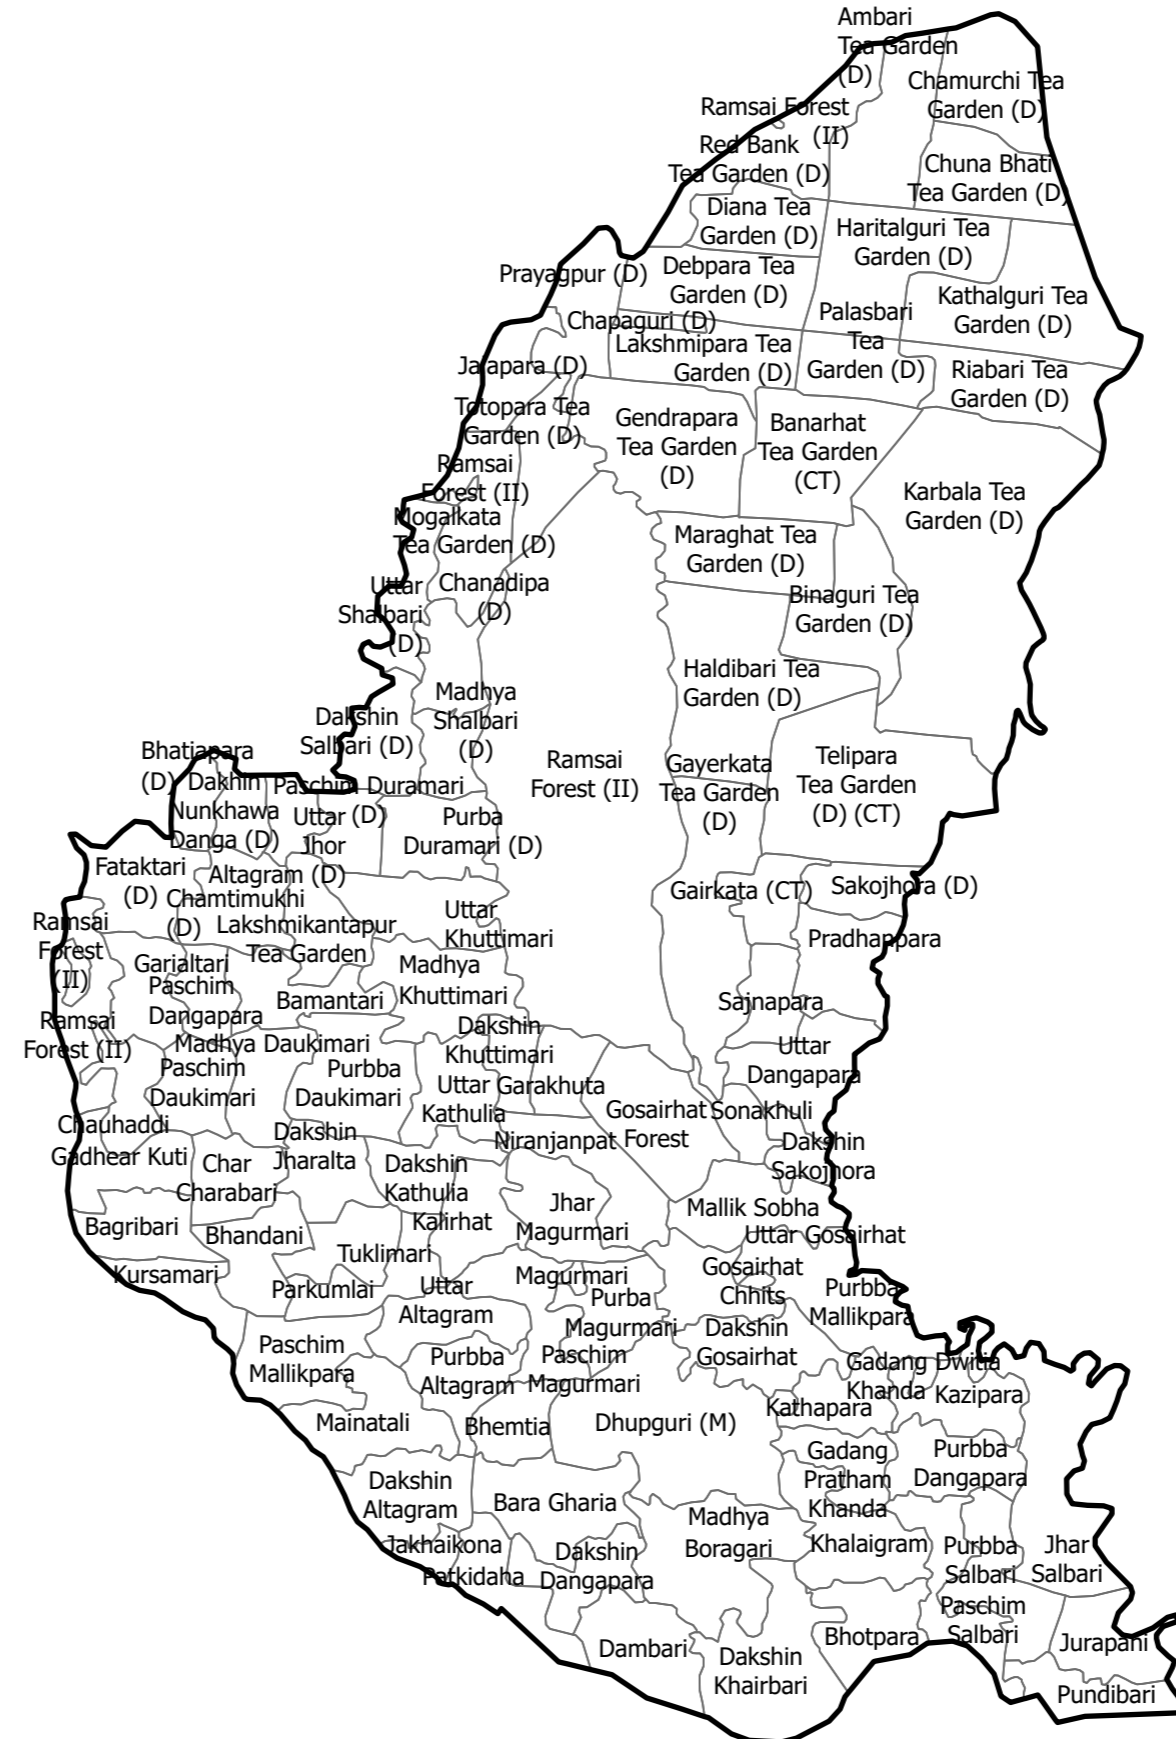 Ambari
Tea Garden
(D)
Chamurchi Tea
Garden (D)
Ramsai Forest
(II)
Red Bank
Tea Garden (D)
Chuna Bhati
Tea Garden (D)
Diana Tea
Garden (D)
Haritalguri Tea
Garden (D)
Prayagpur (D)
Debpara Tea
Garden (D)
Kathalguri Tea
Garden (D)
Chapaguri (D)
Palasbari
Tea
Garden (D)
Lakshmipara Tea
Garden (D)
Jarapara (D)
Riabari Tea
Garden (D)
Totopara Tea
Garden (D)
Gendrapara
Tea Garden
(D)
Banarhat
Tea Garden
(CT)
Ramsai
Forest (II)
Karbala Tea
Garden (D)
Mogalkata
Tea Garden (D)
Maraghat Tea
Garden (D)
Uttar
Shalbari
(D)
Chanadipa
(D)
Binaguri Tea
Garden (D)
Haldibari Tea
Garden (D)
Madhya
Shalbari
(D)
Dakshin
Salbari (D)
Ramsai
Forest (II)
Gayerkata
Tea Garden
(D)
Telipara
Tea Garden
(D) (CT)
Bhatiapara
(D)
Dakhin
Nunkhawa
Danga (D)
Paschim Duramari
(D)
Uttar
Jhor
Altagram (D)
Purba
Duramari (D)
Fataktari
(D)
Chamtimukhi
(D)
Gairkata (CT)
Sakojhora (D)
Lakshmikantapur
Tea Garden
Uttar
Khuttimari
Ramsai
Forest
(II)
Pradhanpara
Garialtari
Paschim
Dangapara
Bamantari
Madhya
Khuttimari
Sajnapara
Ramsai
Forest (II)
Dakshin
Khuttimari
Madhya Daukimari
Uttar
Dangapara
Paschim
Daukimari
Purbba
Daukimari
Uttar
Kathulia
Garakhuta
Gosairhat
Forest
Sonakhuli
Chauhaddi
Gadhear Kuti
Dakshin
Jharalta
Niranjanpat
Dakshin
Sakojhora
Char
Charabari
Dakshin
Kathulia
Jhar
Magurmari
Mallik Sobha
Bagribari
Bhandani
Kalirhat
Uttar Gosairhat
Tuklimari
Kursamari
Parkumlai
Uttar
Altagram
Magurmari
Purba
Magurmari
Gosairhat
Chhits
Purbba
Mallikpara
Paschim
Mallikpara
Purbba
Altagram
Paschim
Magurmari
Dakshin
Gosairhat
Gadang Dwitia
Khanda
Kazipara
Kathapara
Mainatali
Bhemtia
Dhupguri (M)
Gadang
Pratham
Khanda
Purbba
Dangapara
Dakshin
Altagram
Bara Gharia
Madhya
Boragari
Jakhaikona
Khalaigram
Purbba
Salbari
Jhar
Salbari
Patkidaha
Dakshin
Dangapara
Paschim
Salbari
Dambari
Dakshin
Khairbari
Bhotpara
Jurapani
Pundibari